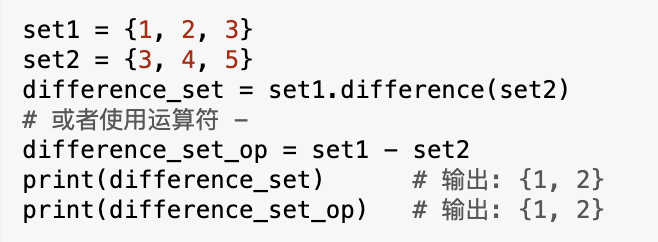 set1 = {1, 2, 3}
set2 = {3, 4, 5}
difference_set = set1.difference(set2)
# 或者使用运算符 -
difference_set_op = set1 - set2
print(difference_set)      # 输出: {1, 2}
print(difference_set_op)   # 输出: {1, 2}